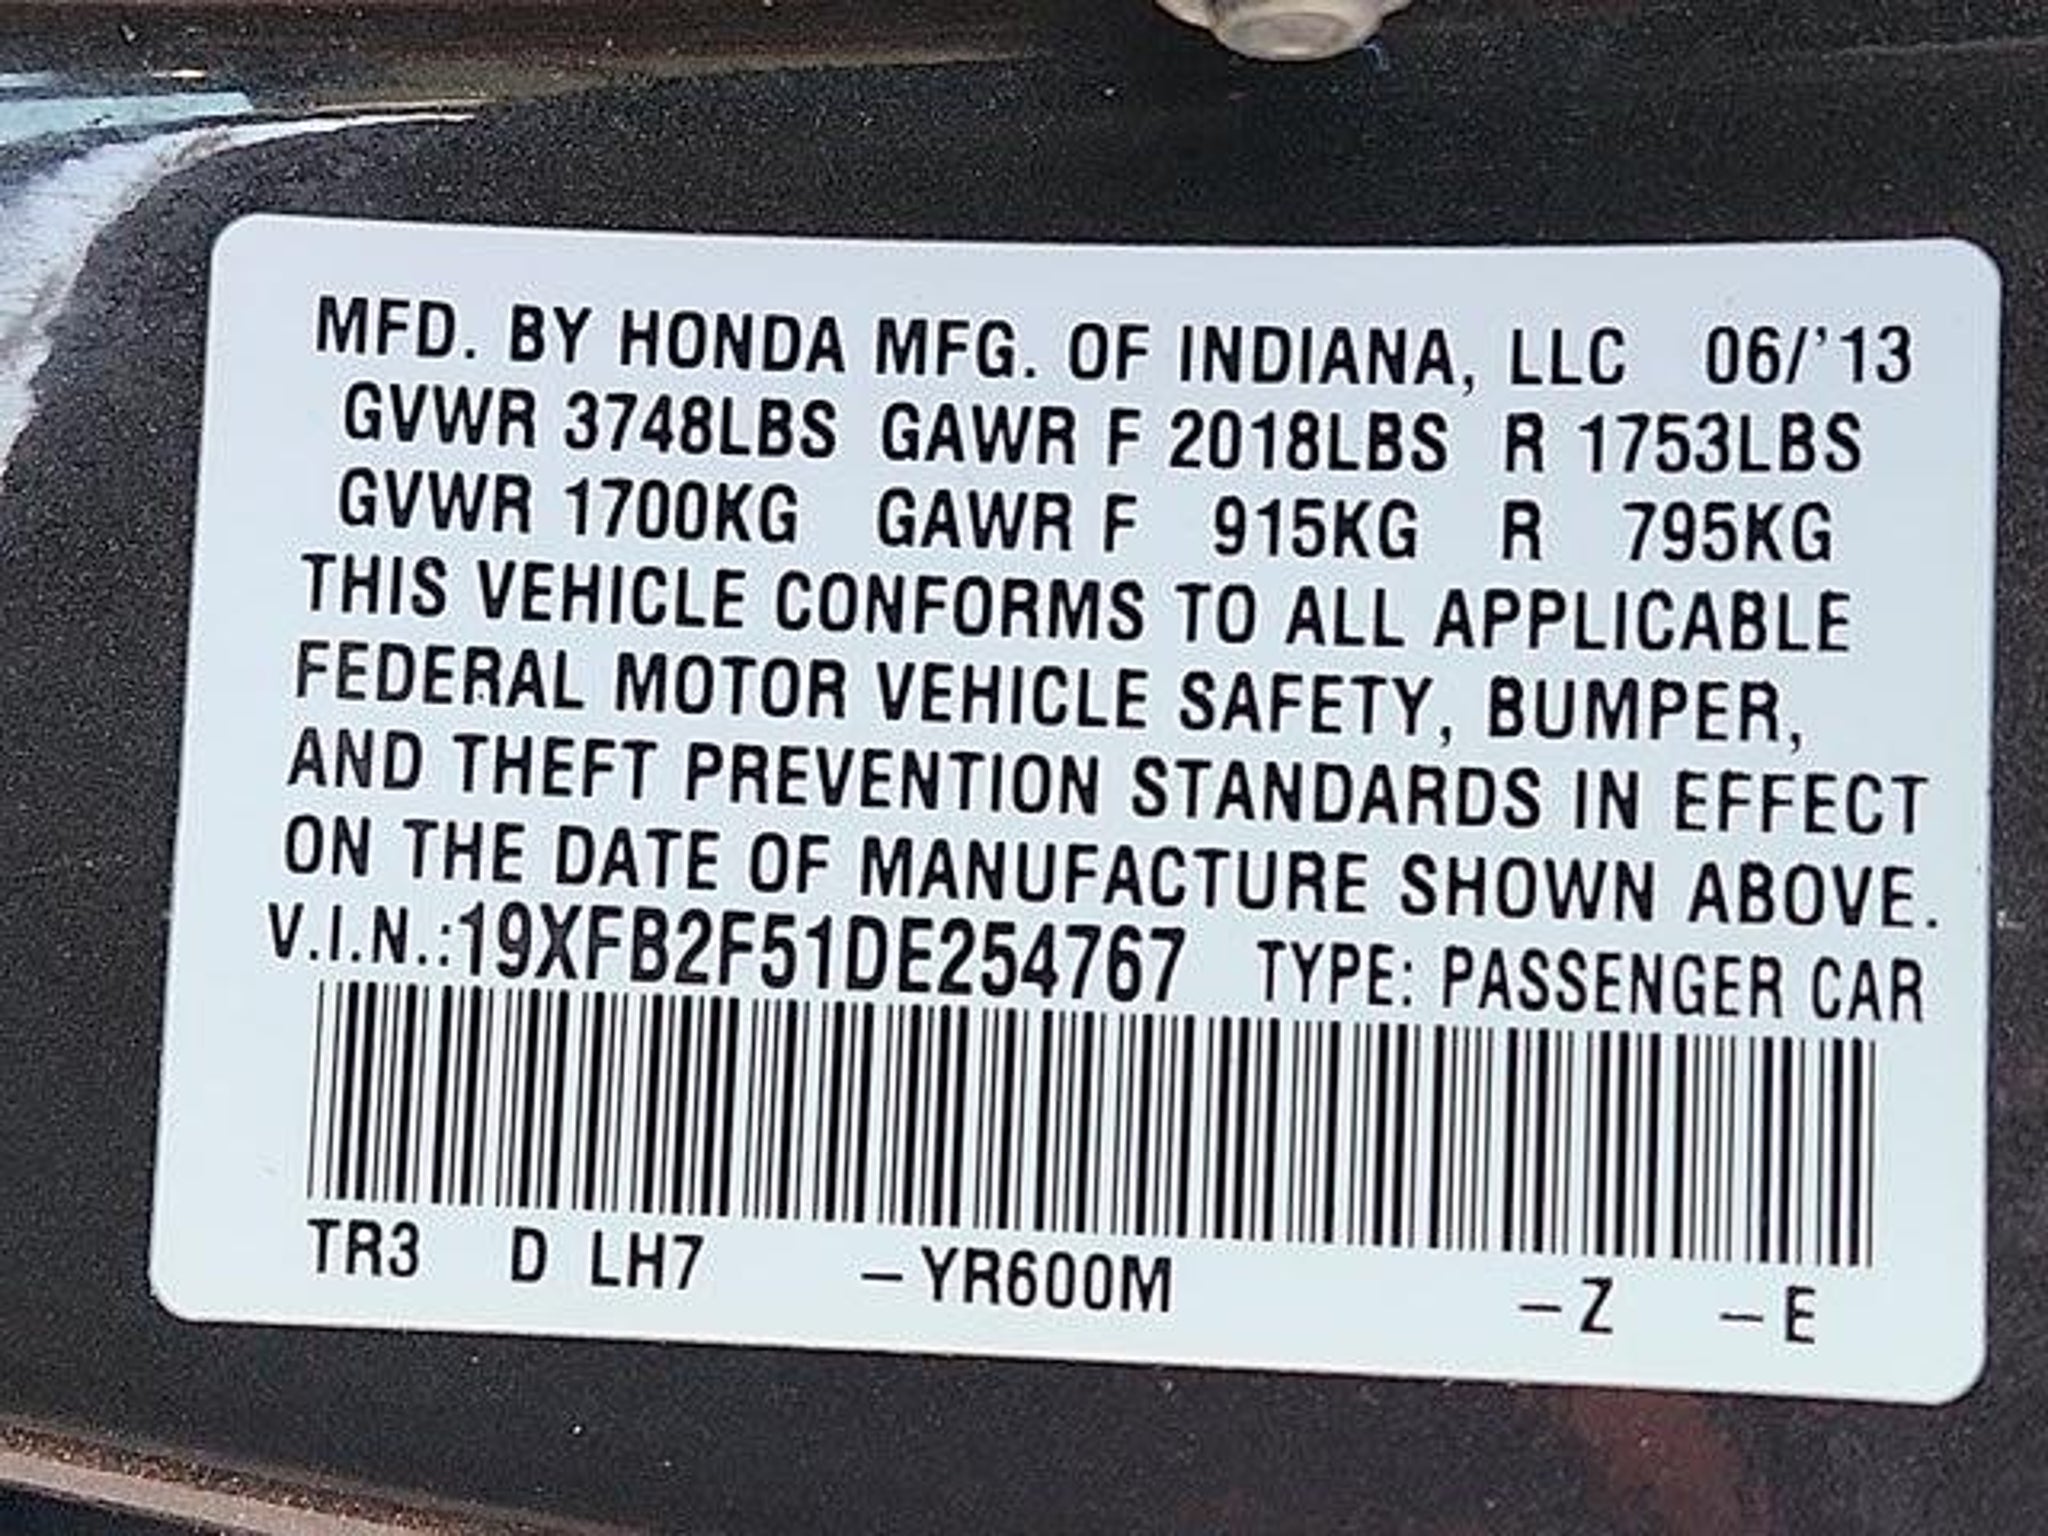 MFD. BY HONDA MFG. OF INDIANA, LLC 06/'13
GVWR 3748LBS GAWR F 2018LBS R 1753LBS
GVWR 1700KG GAWR F 915KG R 795KG
THIS VEHICLE CONFORMS TO ALL APPLICABLE
FEDERAL MOTOR VEHICLE SAFETY, BUMPER,
AND THEFT PREVENTION STANDARDS IN EFFECT
ON THE DATE OF MANUFACTURE SHOWN ABOVE.
V.I.N.:19XFB2F51DE254767 TYPE: PASSENGER CAR
TR3 D LH7 –YR600M –Z –E